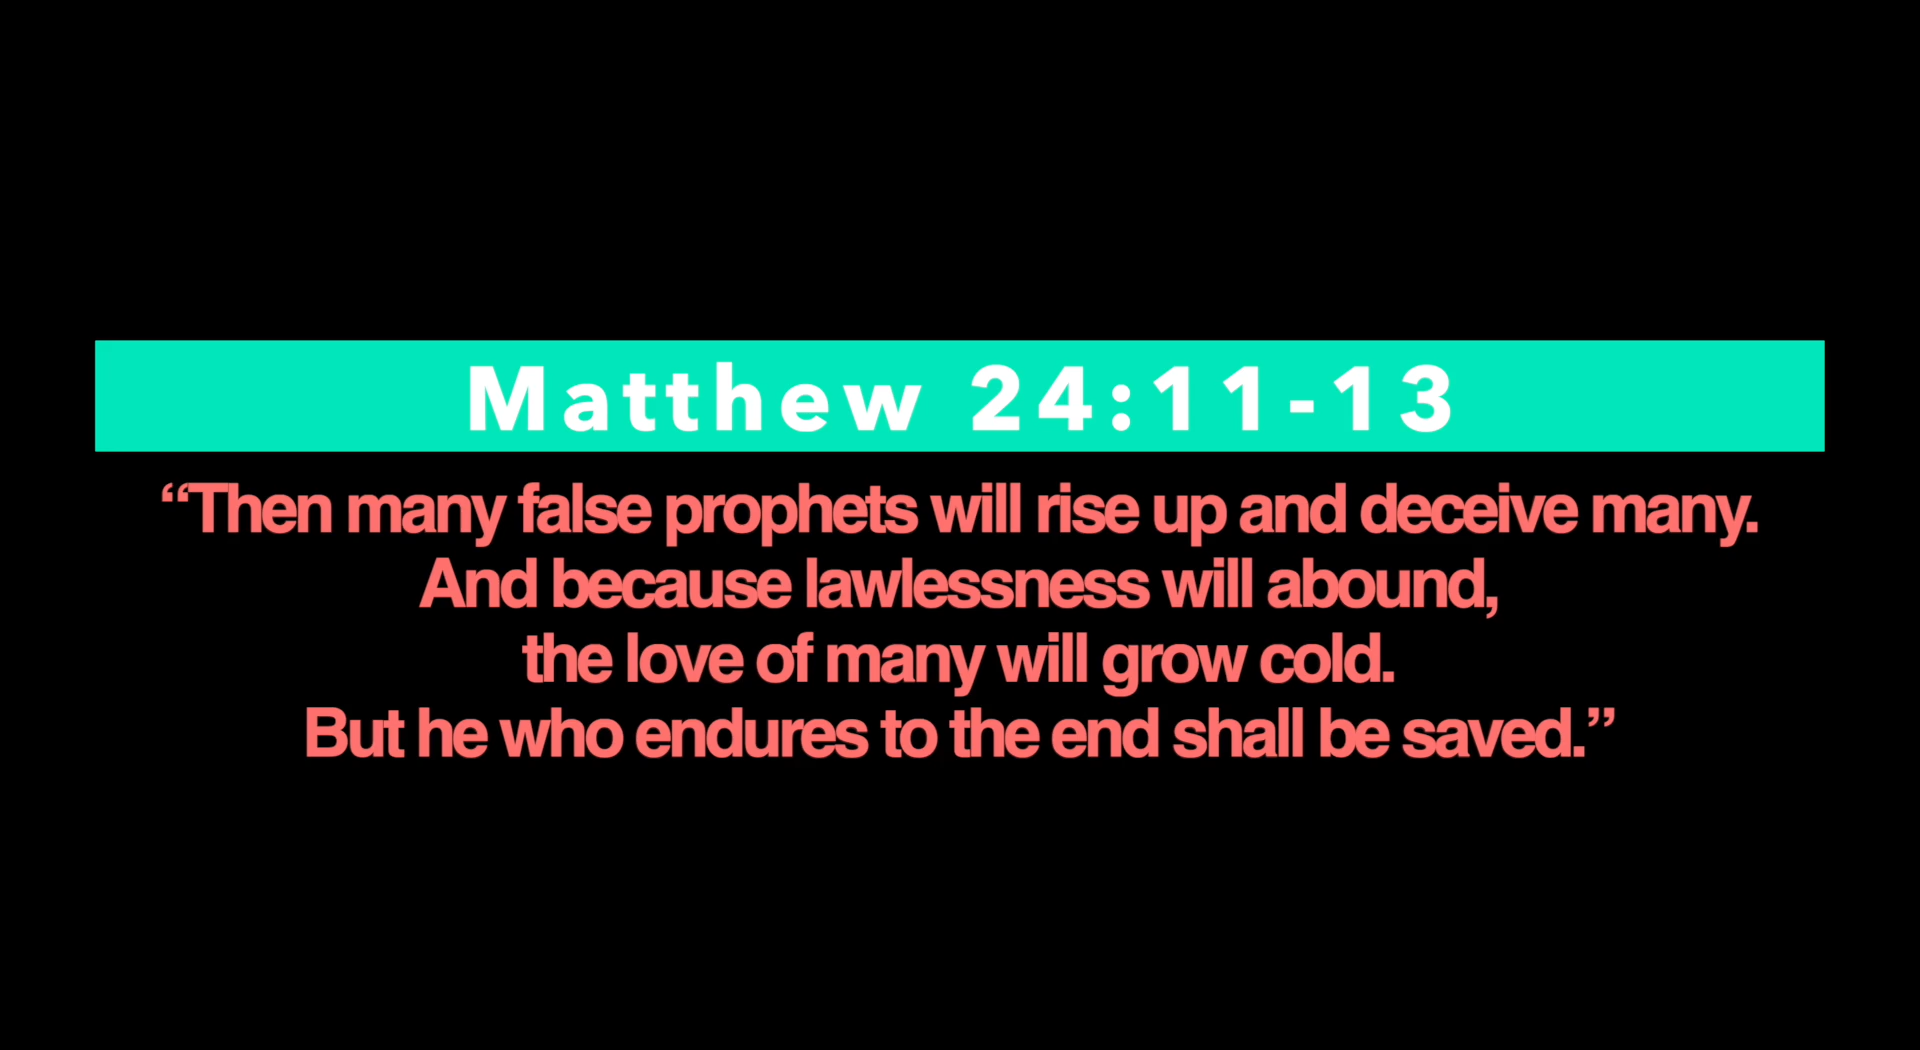 Matthew 24:11-13
“Then many false prophets will rise up and deceive many.
And because lawlessness will abound,
the love of many will grow cold.
But he who endures to the end shall be saved.”